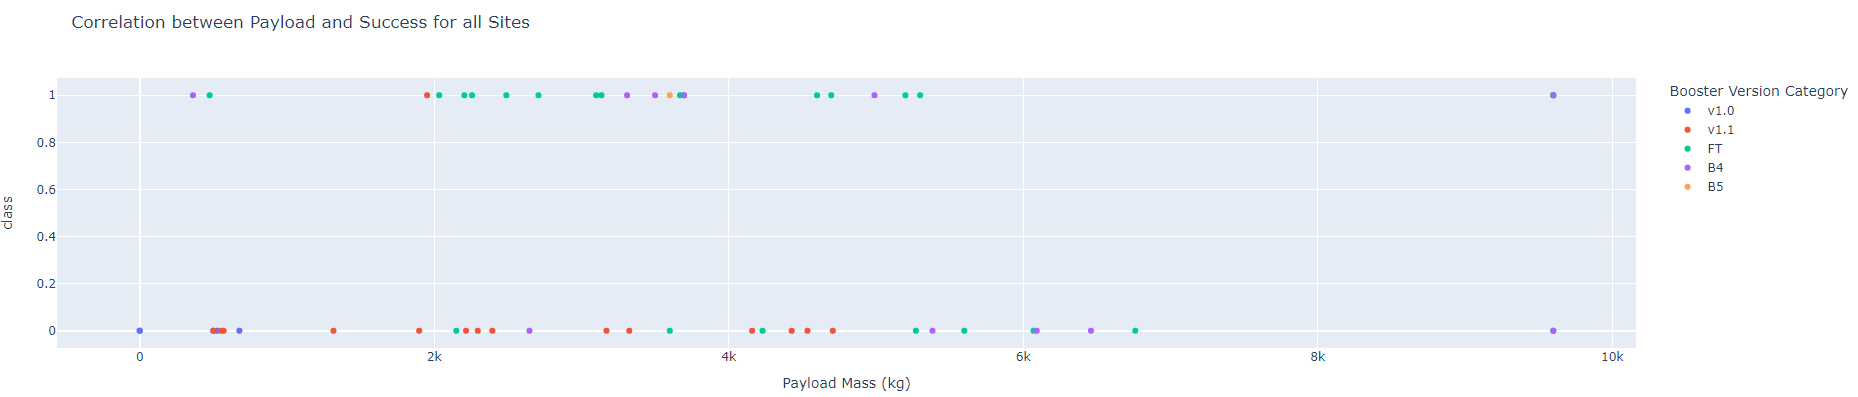 Correlation between Payload and Success for all Sites
1
0.8
0.6
0.4
0.2
0
class
0 2k 4k 6k 8k 10k
Payload Mass (kg)
Booster Version Category
v1.0
v1.1
FT
B4
B5